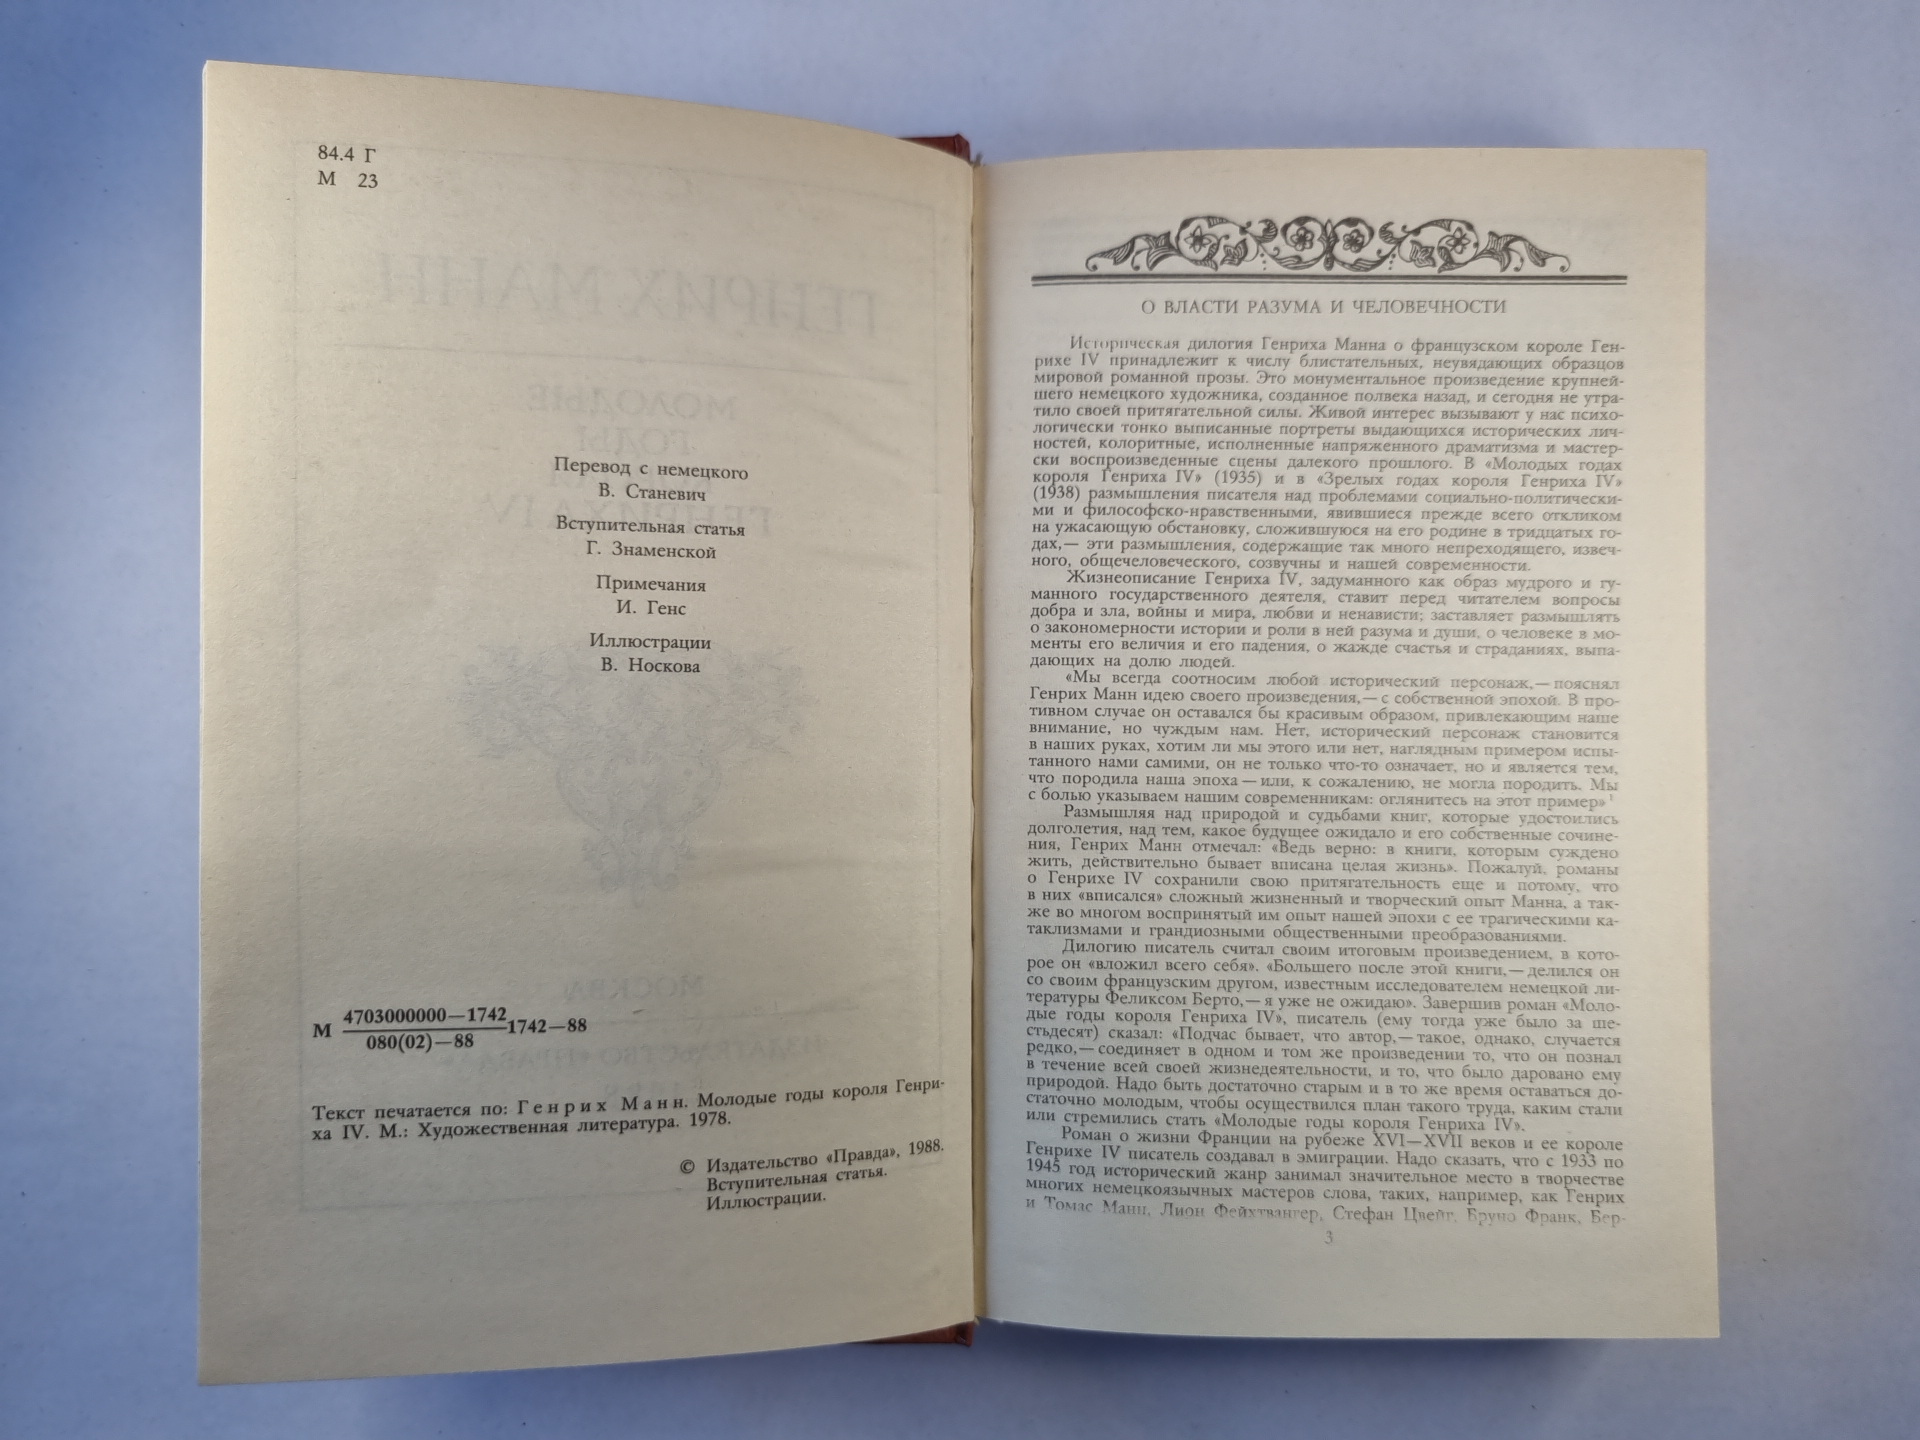 84.4 Г
М 23
Перевод с немецкого
В. Станевич
Вступительная статья
Г. Знаменской
Примечания
И. Генс
Иллюстрации
В. Носкова
М 4703000000—1742 1742—88
080(02)—88
Текст печатается по: Генрих Манн. Молодые годы короля Генри-
ха IV. М.: Художественная литература. 1978.
© Издательство «Правда», 1988.
Вступительная статья.
Иллюстрации.
О ВЛАСТИ РАЗУМА И ЧЕЛОВЕЧНОСТИ
Историческая дилогия Генриха Манна о французском короле Ген-
рихе IV принадлежит к числу блистательных, неувядающих образцов
мировой романной прозы. Это монументальное произведение крупней-
шего немецкого художника, созданное полвека назад, и сегодня не утра-
тило своей притягательной силы. Живой интерес вызывают у нас психо-
логически тонко выписанные портреты выдающихся исторических лич-
ностей, колоритные, исполненные напряженного драматизма и мастер-
ски воспроизведенные сцены далекого прошлого. В «Молодых годах
короля Генриха IV» (1935) и в «Зрелых годах короля Генриха IV»
(1938) размышления писателя над проблемами социально-политически-
ми и философско-нравственными, явившиеся прежде всего откликом
на ужасающую обстановку, сложившуюся на его родине в тридцатых го-
дах,— эти размышления, содержащие так много непреходящего, извеч-
ного, общечеловеческого, созвучны и нашей современности.
Жизнеописание Генриха IV, задуманного как образ мудрого и гу-
манного государственного деятеля, ставит перед читателем вопросы
добра и зла, войны и мира, любви и ненависти; заставляет размышлять
о закономерности истории и роли в ней разума и души, о человеке в мо-
менты его величия и его падения, о жажде счастья и страданиях, выпа-
дающих на долю людей.
«Мы всегда соотносим любой исторический персонаж,— пояснял
Генрих Манн идею своего произведения,— с собственной эпохой. В про-
тивном случае он оставался бы красивым образом, привлекающим наше
внимание, но чуждым нам. Нет, исторический персонаж становится
в наших руках, хотим ли мы этого или нет, наглядным примером испы-
танного нами самими, он не только что-то означает, но и является тем,
что породила наша эпоха — или, к сожалению, не могла породить. Мы
с болью указываем нашим современникам: оглянитесь на этот пример» ¹
Размышляя над природой и судьбами книг, которые удостоились
долголетия, над тем, какое будущее ожидало и его собственные сочине-
ния, Генрих Манн отмечал: «Ведь верно: в книги, которым суждено
жить, действительно бывает вписана целая жизнь». Пожалуй, романы
о Генрихе IV сохранили свою притягательность еще и потому, что
в них «вписался» сложный жизненный и творческий опыт Манна, а так-
же во многом воспринятый им опыт нашей эпохи с ее трагическими ка-
таклизмами и грандиозными общественными преобразованиями.
Дилогию писатель считал своим итоговым произведением, в кото-
рое он «вложил всего себя». «Большего после этой книги,— делился он
со своим французским другом, известным исследователем немецкой ли-
тературы Феликсом Берто,— я уже не ожидаю». Завершив роман «Моло-
дые годы короля Генриха IV», писатель (ему тогда уже было за ше-
стьдесят) сказал: «Подчас бывает, что автор,— такое, однако, случается
редко,— соединяет в одном и том же произведении то, что он познал
в течение всей своей жизнедеятельности, и то, что было даровано ему
природой. Надо быть достаточно старым и в то же время оставаться до-
статочно молодым, чтобы осуществился план такого труда, каким стали
или стремились стать «Молодые годы короля Генриха IV».
Роман о жизни Франции на рубеже XVI—XVII веков и ее короле
Генрихе IV писатель создавал в эмиграции. Надо сказать, что с 1933 по
1945 год исторический жанр занимал значительное место в творчестве
многих немецкоязычных мастеров слова, таких, например, как Генрих
и Томас Манн, Лион Фейхтвангер, Стефан Цвейг, Бруно Франк, Бер-
3